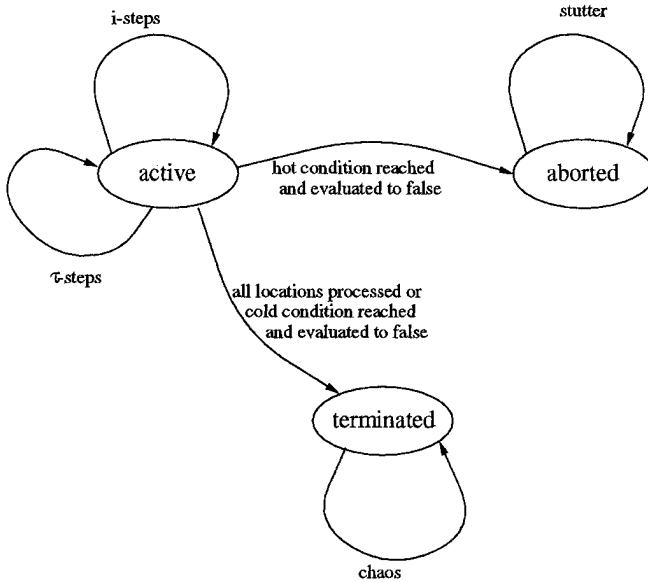 i-steps
stutter
active
hot condition reached
and evaluated to false
aborted
τ-steps
all locations processed or
cold condition reached
and evaluated to false
terminated
chaos